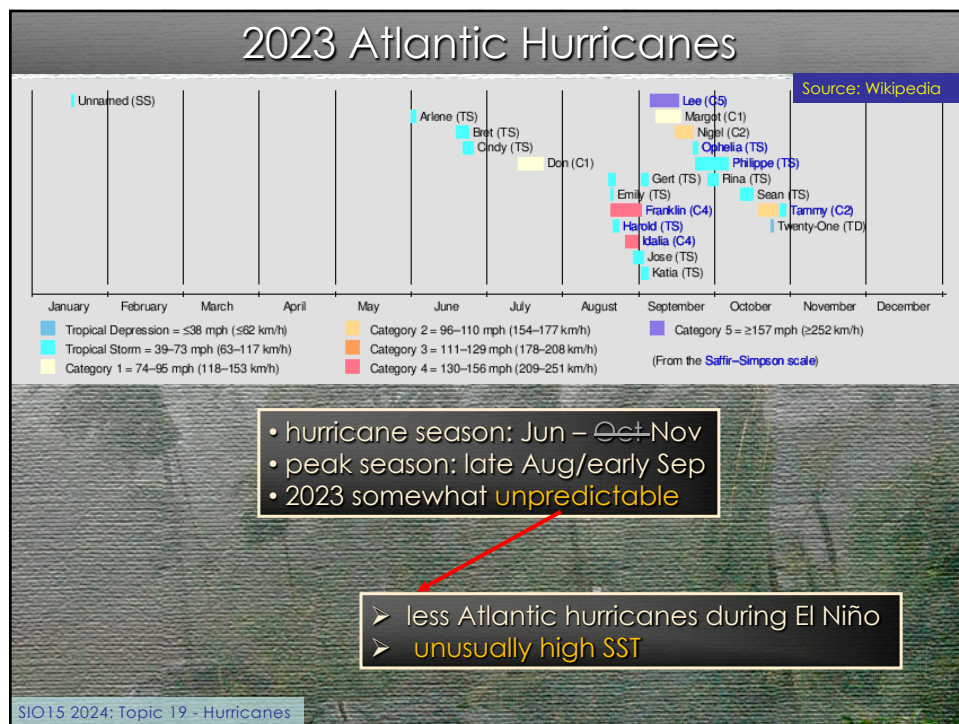 2023 Atlantic Hurricanes
Source: Wikipedia
Unnamed (SS)
Lee (C5)
Arlene (TS)
Margot (C1)
Bret (TS)
Nigel (C2)
Cindy (TS)
Ophelia (TS)
Don (C1)
Philippe (TS)
Gert (TS)
Rina (TS)
Emily (TS)
Sean (TS)
Franklin (C4)
Tammy (C2)
Harold (TS)
Twenty-One (TD)
Idalia (C4)
Jose (TS)
Katia (TS)
January February March April May June July August September October November December
Tropical Depression = ≤38 mph (≤62 km/h)
Tropical Storm = 39–73 mph (63–117 km/h)
Category 1 = 74–95 mph (118–153 km/h)
Category 2 = 96–110 mph (154–177 km/h)
Category 3 = 111–129 mph (178–208 km/h)
Category 4 = 130–156 mph (209–251 km/h)
Category 5 = ≥157 mph (≥252 km/h)
(From the Saffir–Simpson scale)
• hurricane season: Jun – Oct Nov
• peak season: late Aug/early Sep
• 2023 somewhat unpredictable
➢ less Atlantic hurricanes during El Niño
➢ unusually high SST
SIO15 2024: Topic 19 - Hurricanes